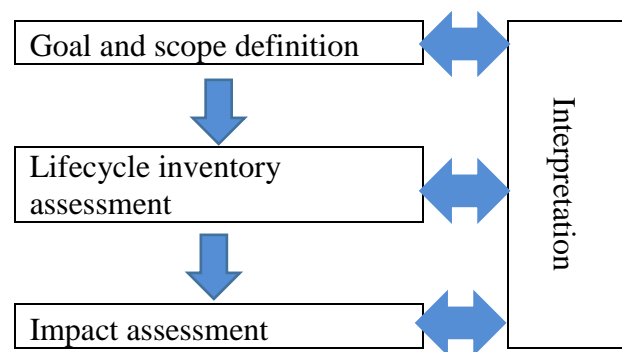 Goal and scope definition
Lifecycle inventory
assessment
Impact assessment
Interpretation